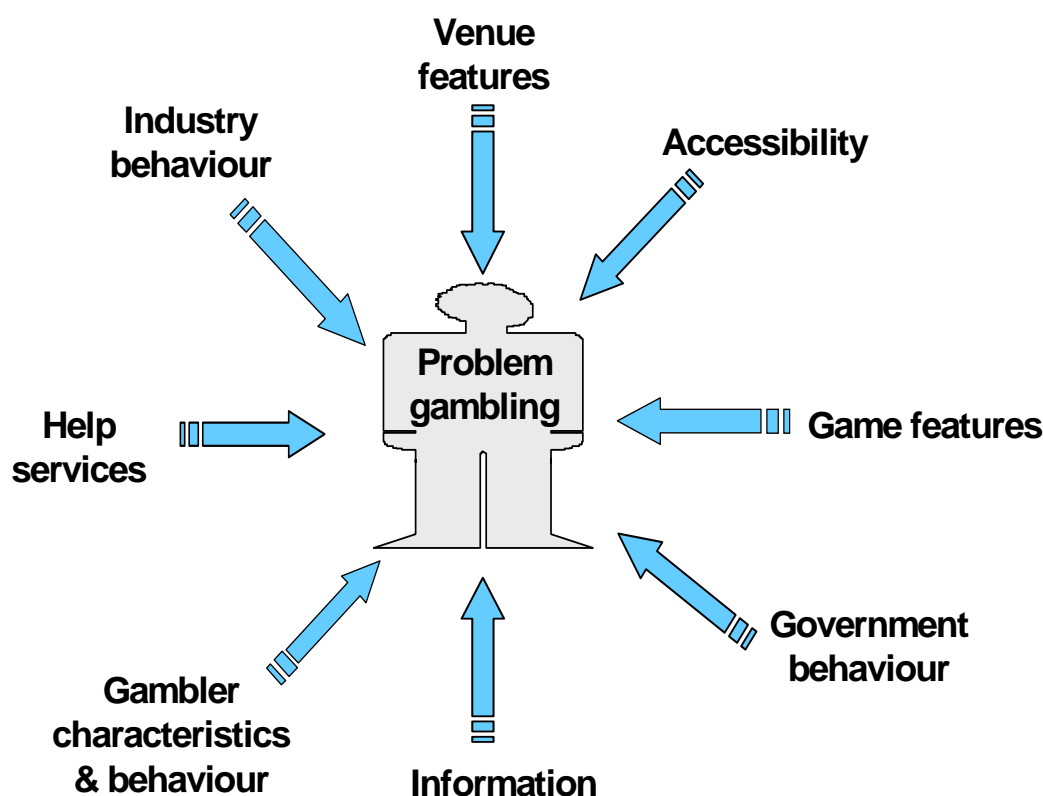 Venue
features
Industry
behaviour
Accessibility
Problem
gambling
Help
services
Game features
Government
behaviour
Gambler
characteristics
& behaviour
Information